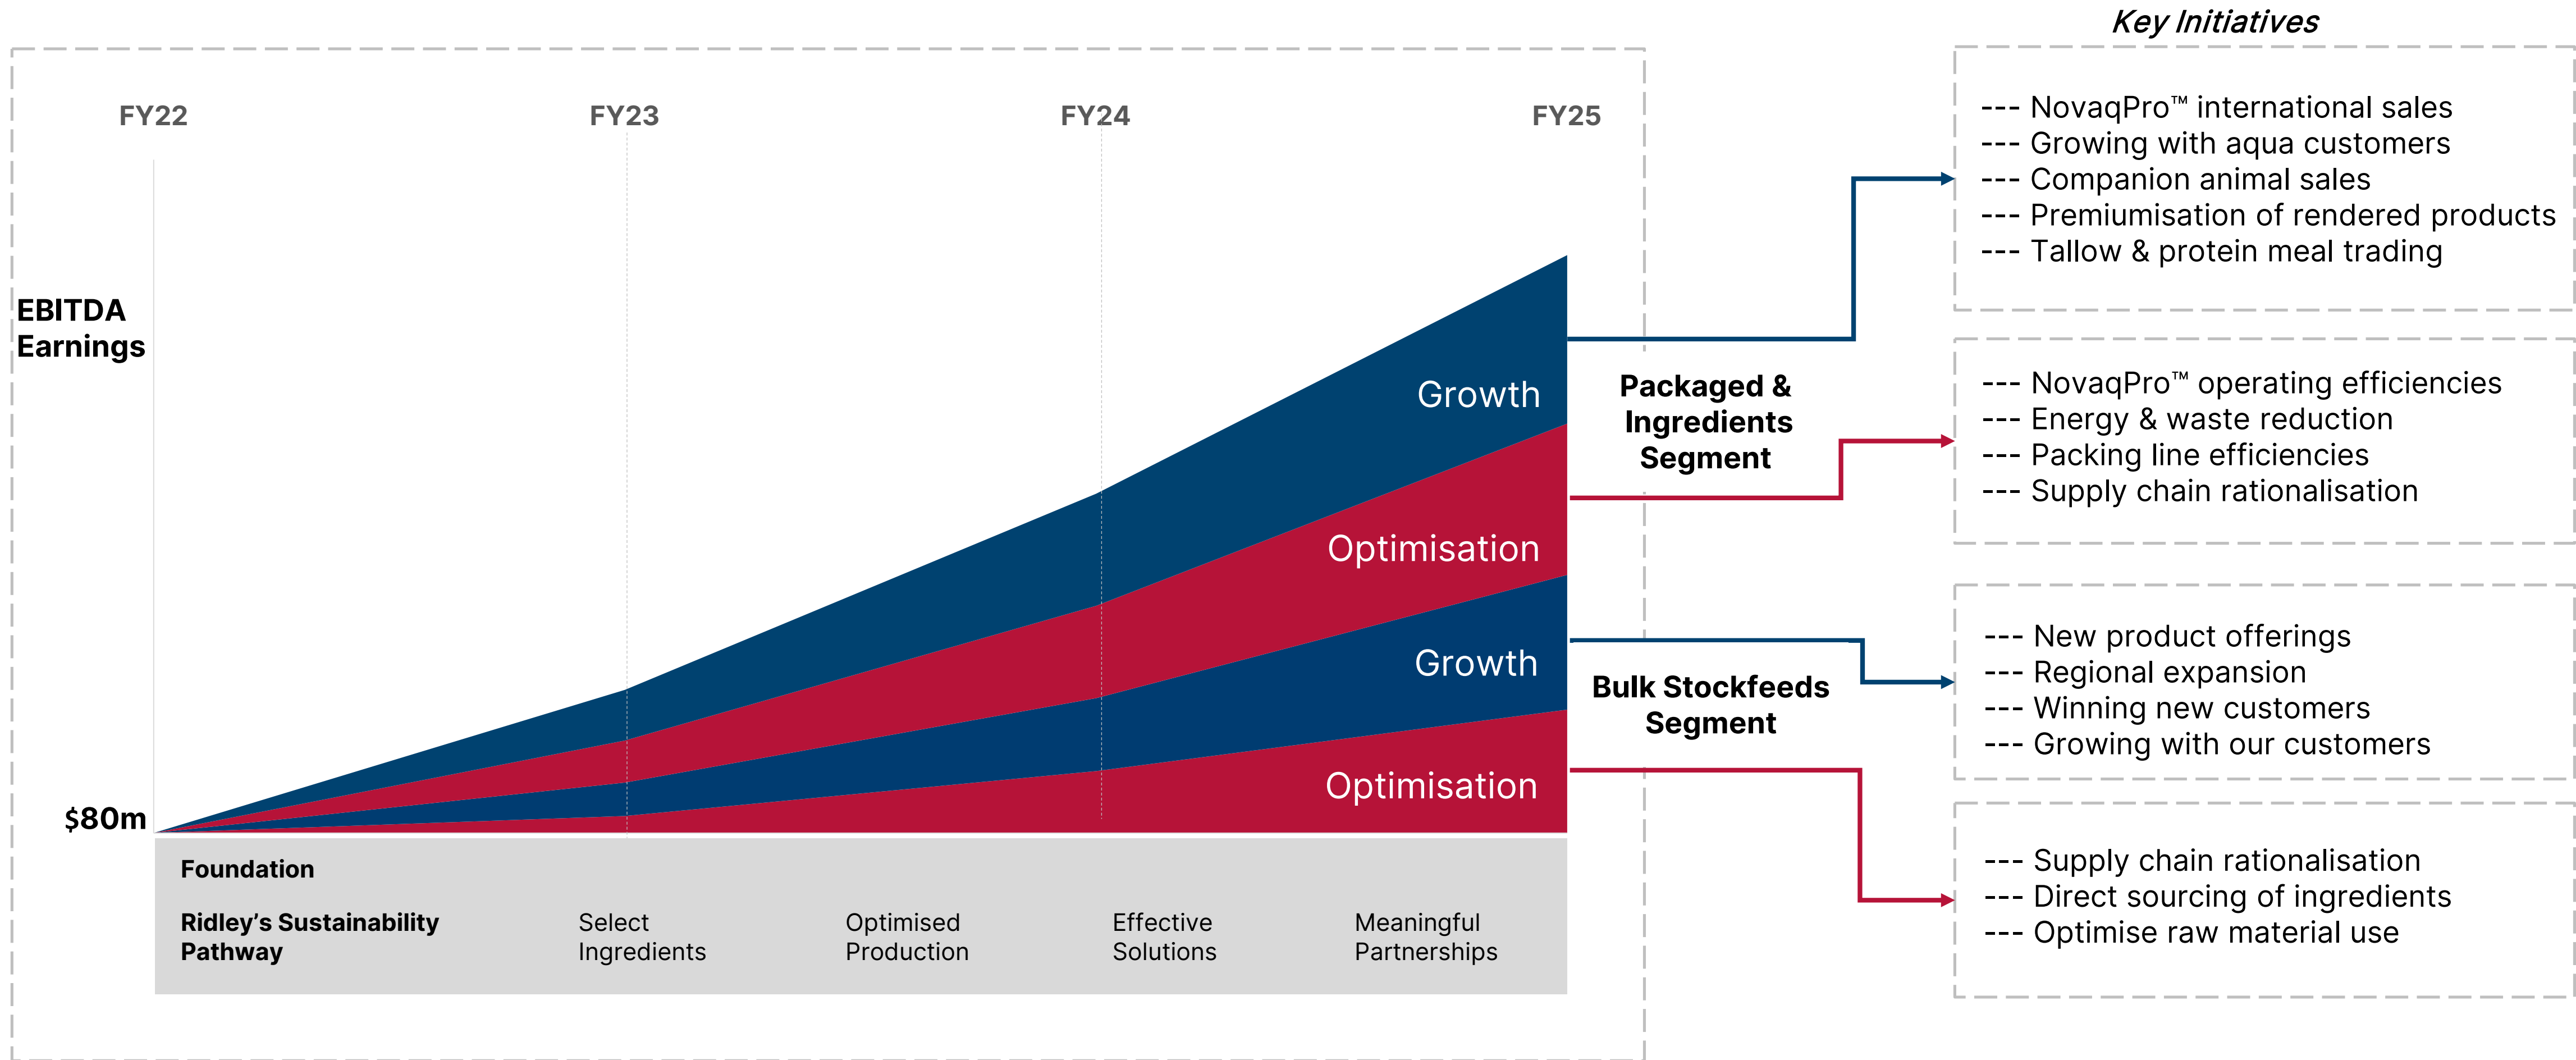 Key Initiatives
FY22
FY23
FY24
FY25
EBITDA
Earnings
$80m
Growth
Optimisation
Growth
Optimisation
Packaged &
Ingredients
Segment
Bulk Stockfeeds
Segment
--- NovaqPro™ international sales
--- Growing with aqua customers
--- Companion animal sales
--- Premiumisation of rendered products
--- Tallow & protein meal trading
--- NovaqPro™ operating efficiencies
--- Energy & waste reduction
--- Packing line efficiencies
--- Supply chain rationalisation
--- New product offerings
--- Regional expansion
--- Winning new customers
--- Growing with our customers
--- Supply chain rationalisation
--- Direct sourcing of ingredients
--- Optimise raw material use
Foundation
Ridley’s Sustainability
Pathway
Select
Ingredients
Optimised
Production
Effective
Solutions
Meaningful
Partnerships